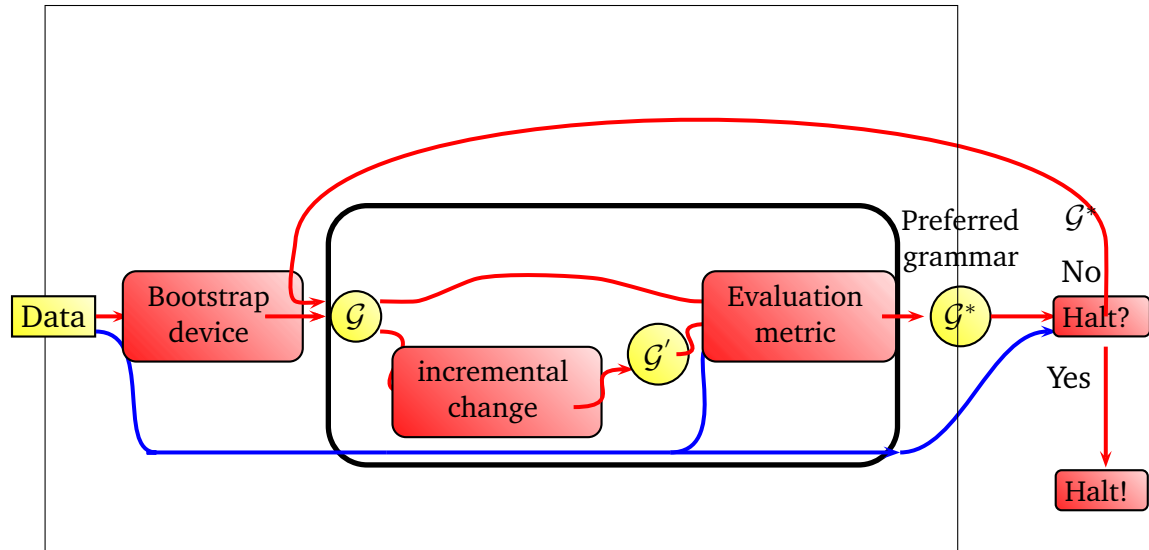 Preferred
grammar
𝒢*
No
Data
Bootstrap
device
𝒢
incremental
change
𝒢′
Evaluation
metric
𝒢*
Halt?
Yes
Halt!